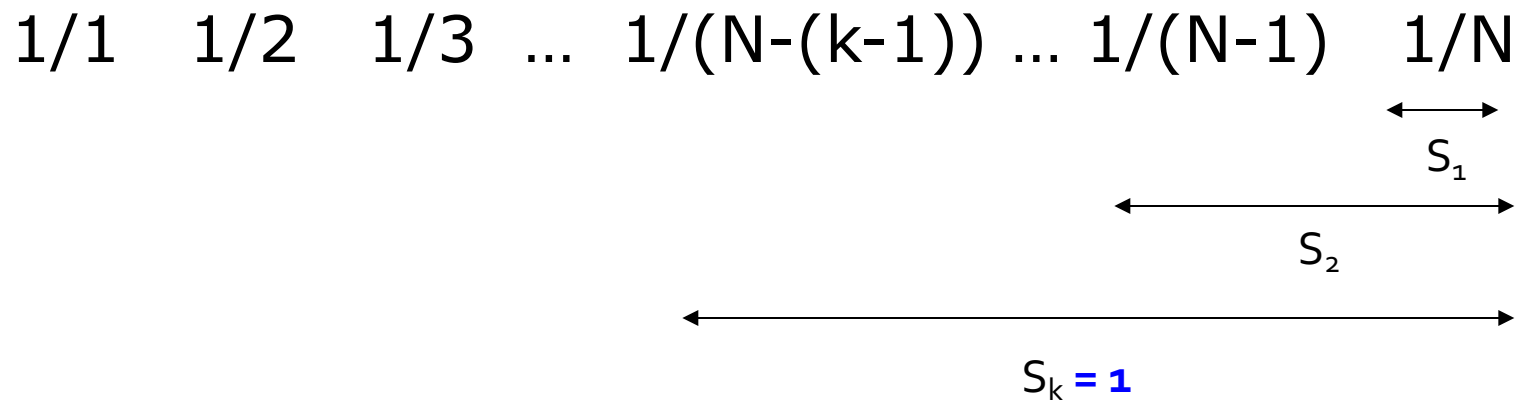 1/1 1/2 1/3 ... 1/(N-(k-1)) ... 1/(N-1) 1/N
S₁
S₂
Sₖ = 1